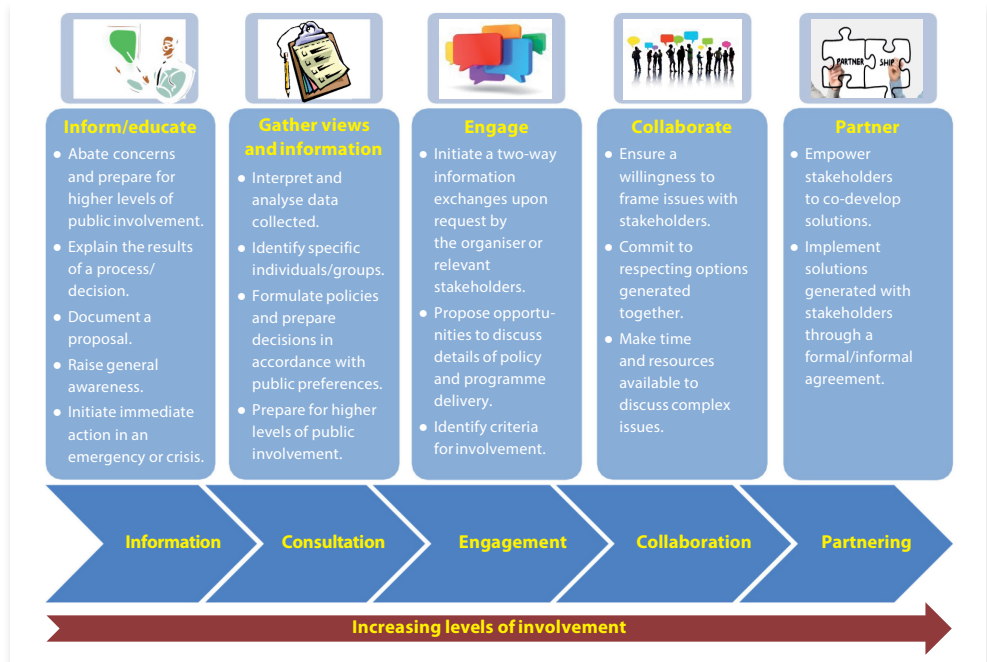 PARTNER
SHIP
Inform/educate
• Abate concerns
and prepare for
higher levels of
public involvement.
• Explain the results
of a process/
decision.
• Document a
proposal.
• Raise general
awareness.
• Initiate immediate
action in an
emergency or crisis.
Gather views
and information
• Interpret and
analyse data
collected.
• Identify specific
individuals/groups.
• Formulate policies
and prepare
decisions in
accordance with
public preferences.
• Prepare for higher
levels of public
involvement.
Engage
• Initiate a two-way
information
exchanges upon
request by
the organiser or
relevant
stakeholders.
• Propose opportu-
nities to discuss
details of policy
and programme
delivery.
• Identify criteria
for involvement.
Collaborate
• Ensure a
willingness to
frame issues with
stakeholders.
• Commit to
respecting options
generated
together.
• Make time
and resources
available to
discuss complex
issues.
Partner
• Empower
stakeholders
to co-develop
solutions.
• Implement
solutions
generated with
stakeholders
through a
formal/informal
agreement.
Information
Consultation
Engagement
Collaboration
Partnering
Increasing levels of involvement